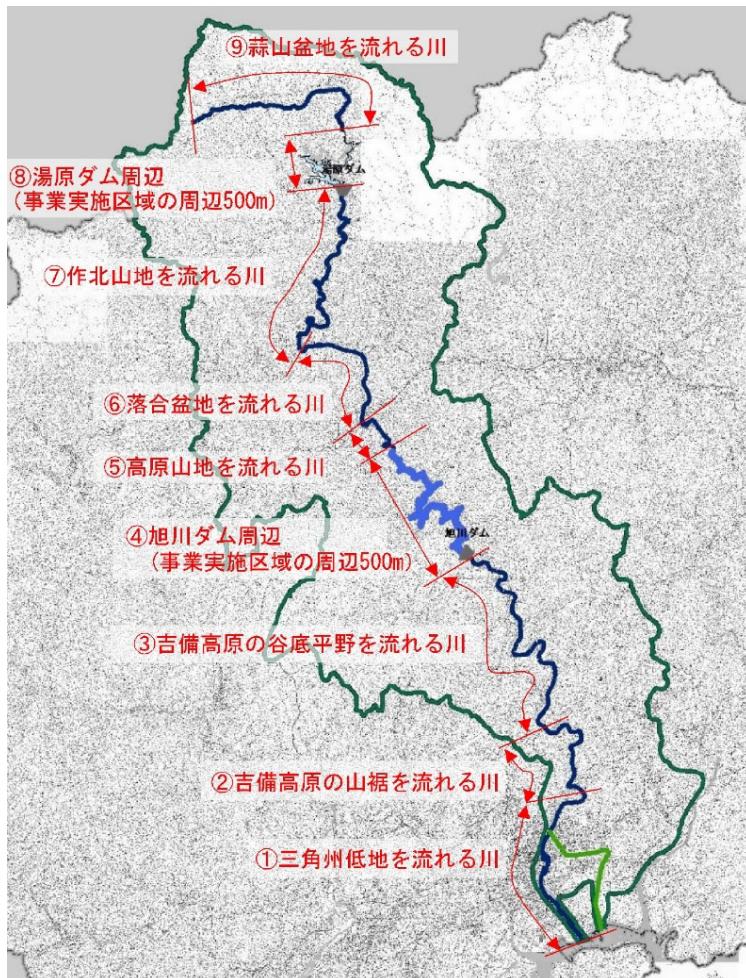 ⑨蒜山盆地を流れる川
湯原ダム
⑧湯原ダム周辺
（事業実施区域の周辺500m）
⑦作北山地を流れる川
⑥落合盆地を流れる川
⑤高原山地を流れる川
旭川ダム
④旭川ダム周辺
（事業実施区域の周辺500m）
③吉備高原の谷底平野を流れる川
②吉備高原の山裾を流れる川
①三角州低地を流れる川